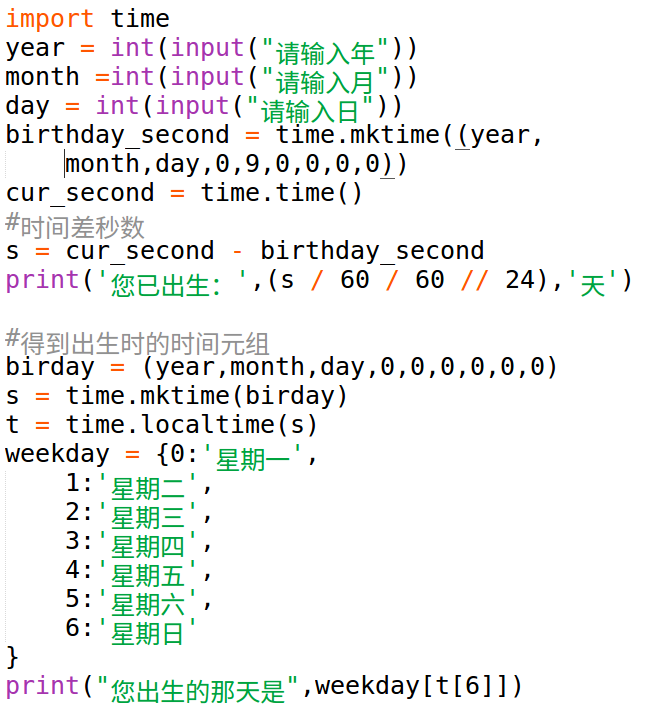 import time
year = int(input("请输入年"))
month =int(input("请输入月"))
day = int(input("请输入日"))
birthday_second = time.mktime((year,
    month,day,0,9,0,0,0,0))
cur_second = time.time()
#时间差秒数
s = cur_second - birthday_second
print('您已出生：',(s / 60 / 60 // 24),'天')
#得到出生时的时间元组
birday = (year,month,day,0,0,0,0,0,0)
s = time.mktime(birday)
t = time.localtime(s)
weekday = {0:'星期一',
    1:'星期二',
    2:'星期三',
    3:'星期四',
    4:'星期五',
    5:'星期六',
    6:'星期日'
}
print("您出生的那天是",weekday[t[6]])